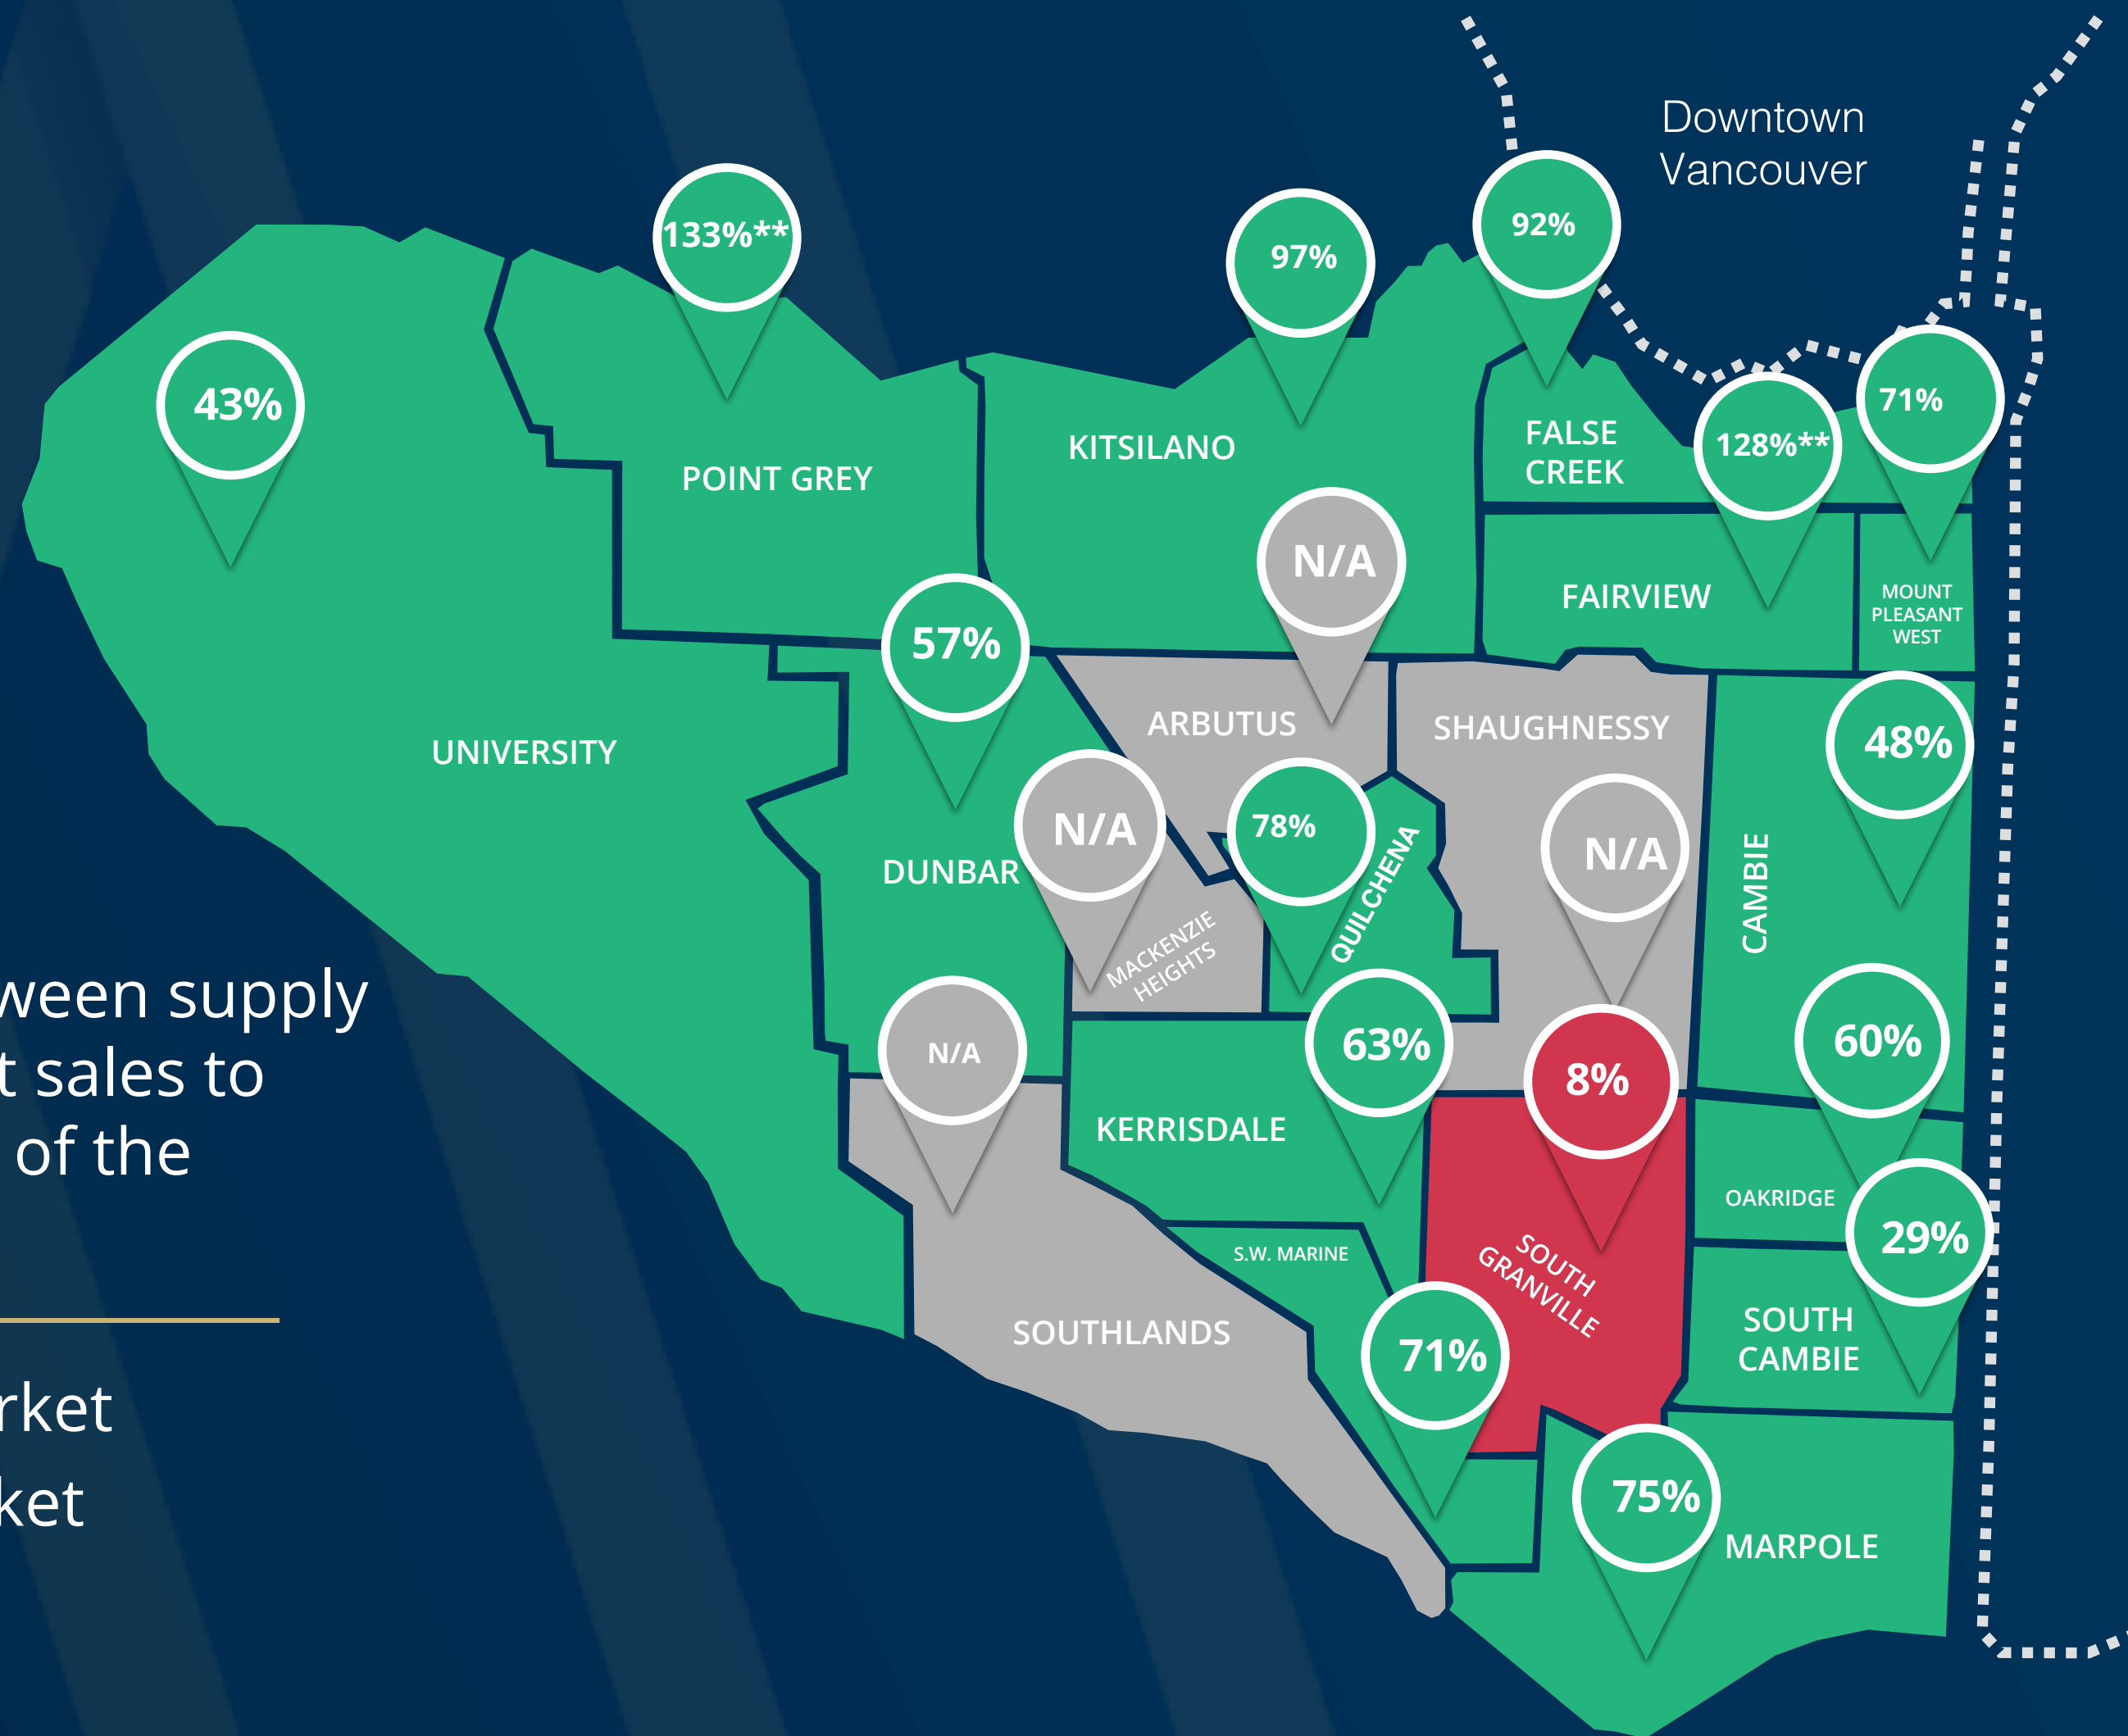 Downtown
Vancouver
133%**
97%
92%
43%
71%
128%**
KITSILANO
FALSE
CREEK
POINT GREY
N/A
FAIRVIEW
MOUNT
PLEASANT
WEST
57%
UNIVERSITY
ARBUTUS
SHAUGHNESSY
48%
N/A
78%
N/A
DUNBAR
QUILCHENA
CAMBIE
MACKENZIE
HEIGHTS
ween supply
t sales to
of the
N/A
63%
8%
60%
KERRISDALE
OAKRIDGE
29%
S.W. MARINE
SOUTH
GRANVILLE
SOUTHLANDS
71%
SOUTH
CAMBIE
rket
ket
75%
MARPOLE